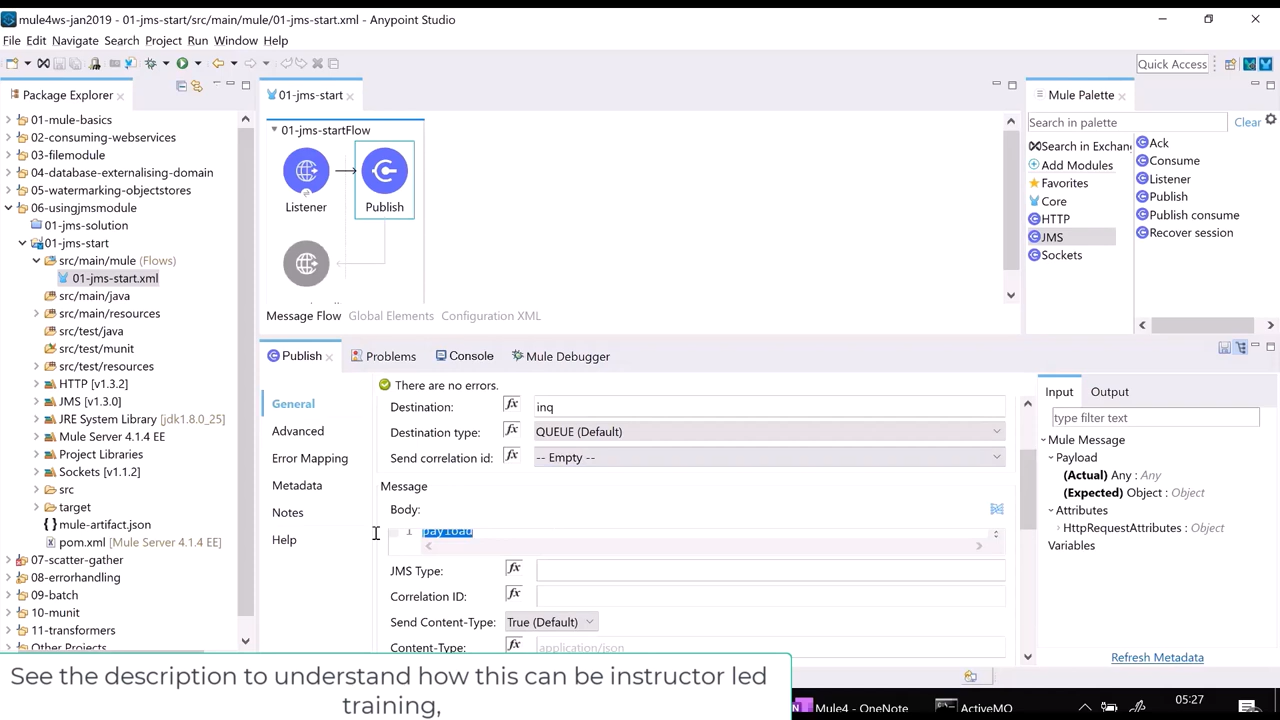 mule4ws-jan2019 - 01-jms-start/src/main/mule/01-jms-start.xml - Anypoint Studio
File Edit Navigate Search Project Run Window Help
Quick Access
Package Explorer
01-mule-basics
02-consuming-webservices
03-filemodule
04-database-externalising-domain
05-watermarking-objectstores
06-usingjmsmodule
01-jms-solution
01-jms-start
src/main/mule (Flows)
01-jms-start.xml
src/main/java
src/main/resources
src/test/java
src/test/munit
src/test/resources
HTTP [v1.3.2]
JMS [v1.3.0]
JRE System Library [jdk1.8.0_25]
Mule Server 4.1.4 EE
Project Libraries
Sockets [v1.1.2]
src
target
mule-artifact.json
pom.xml [Mule Server 4.1.4 EE]
07-scatter-gather
08-errorhandling
09-batch
10-munit
11-transformers
Other Projects
01-jms-start
01-jms-startFlow
Listener
Publish
Message Flow Global Elements Configuration XML
Mule Palette
Search in palette
Clear
Search in Exchang
Add Modules
Favorites
Core
HTTP
JMS
Sockets
Ack
Consume
Listener
Publish
Publish consume
Recover session
Publish
Problems
Console
Mule Debugger
General
Advanced
Error Mapping
Metadata
Notes
Help
There are no errors.
Destination: fx inq
Destination type: fx QUEUE (Default)
Send correlation id: fx -- Empty --
Message
Body:
1 payload
JMS Type: fx
Correlation ID: fx
Send Content-Type: True (Default)
Content-Type: fx application/json
Input
Output
type filter text
Mule Message
Payload
(Actual) Any : Any
(Expected) Object : Object
Attributes
HttpRequestAttributes : Object
Variables
Refresh Metadata
See the description to understand how this can be instructor led
training,
Mule4 - OneNote
ActiveMQ
05:27